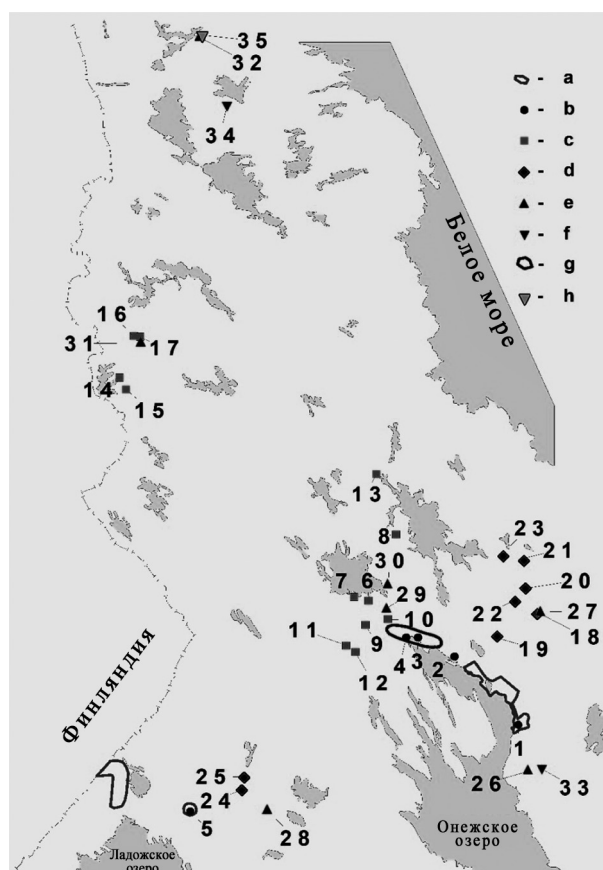 35
32
34
- a
- b
- c
- d
- e
- f
- g
- h
Белое море
16
31
17
14
15
13
8
23
21
30
20
7 6
29
22
27
10
18
11
9
19
4 3
2
12
Финляндия
1
25
26
33
24
5
28
Онежское
озеро
Ладожское
озеро